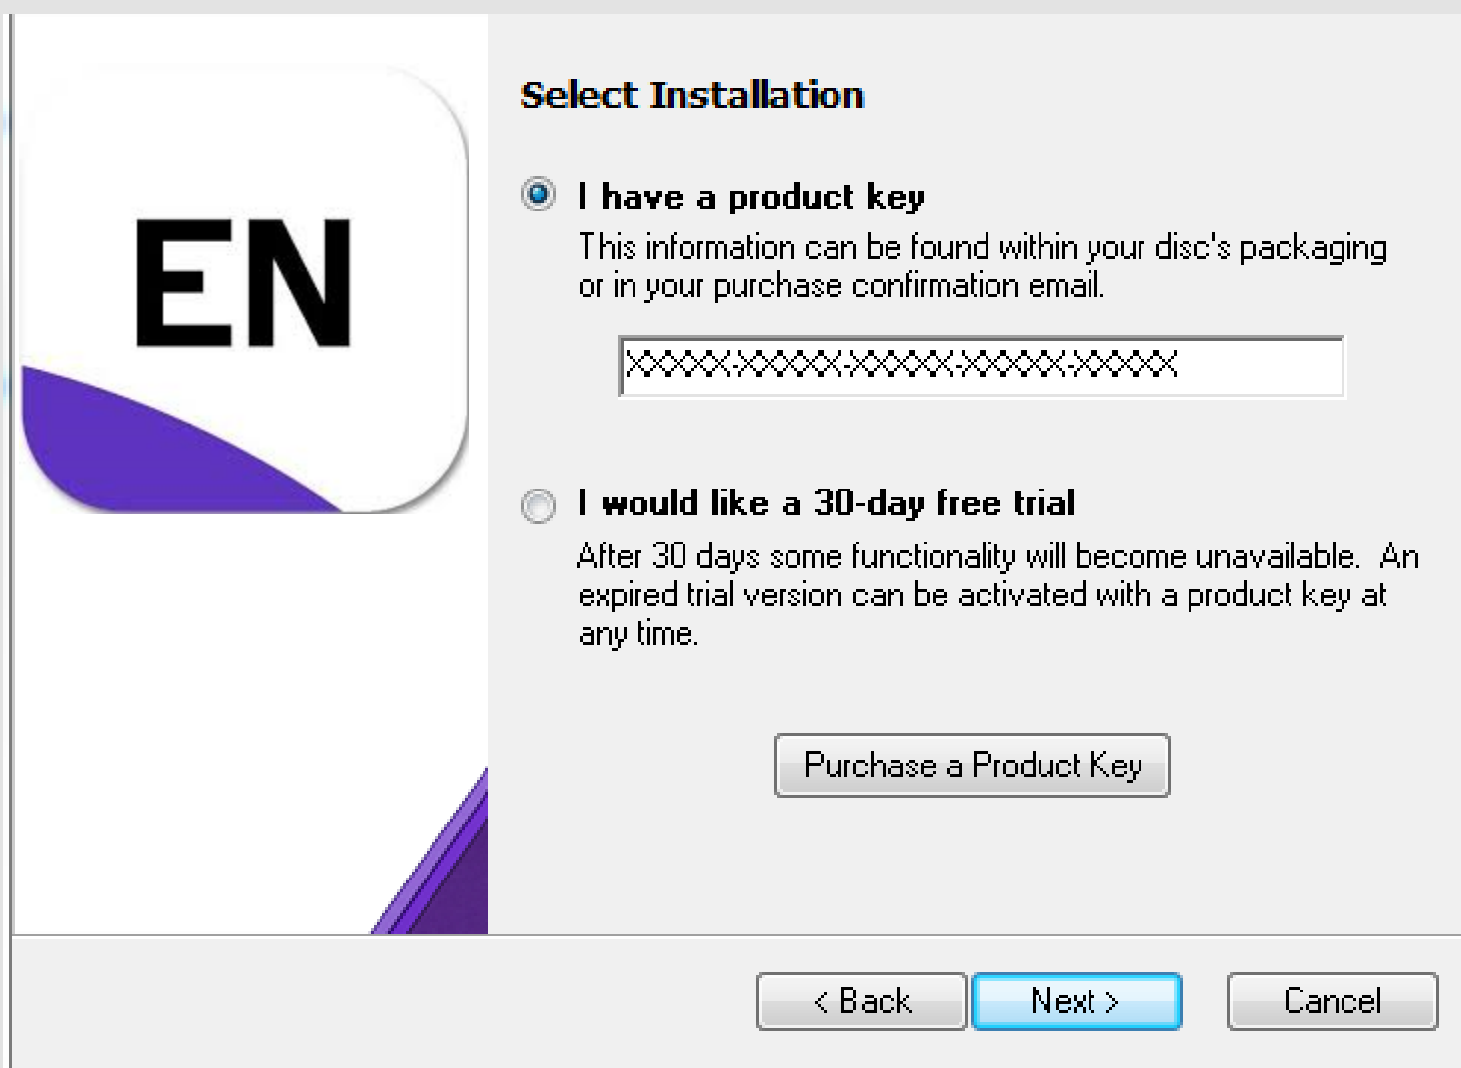 EN
Select Installation
I have a product key
This information can be found within your disc's packaging
or in your purchase confirmation email.
XXXXX-XXXXX-XXXXX-XXXXX-XXXXX
I would like a 30-day free trial
After 30 days some functionality will become unavailable.  An
expired trial version can be activated with a product key at
any time.
Purchase a Product Key
< Back
Next >
Cancel